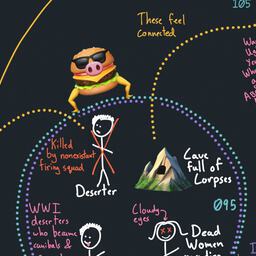 105
These feel
connected
Killed
by nonexistant
firing squad
Deserter
Cave
full of
Corpses
WWI
deserters
who became
canibals &
Cloudy
eyes
095
Dead
Women